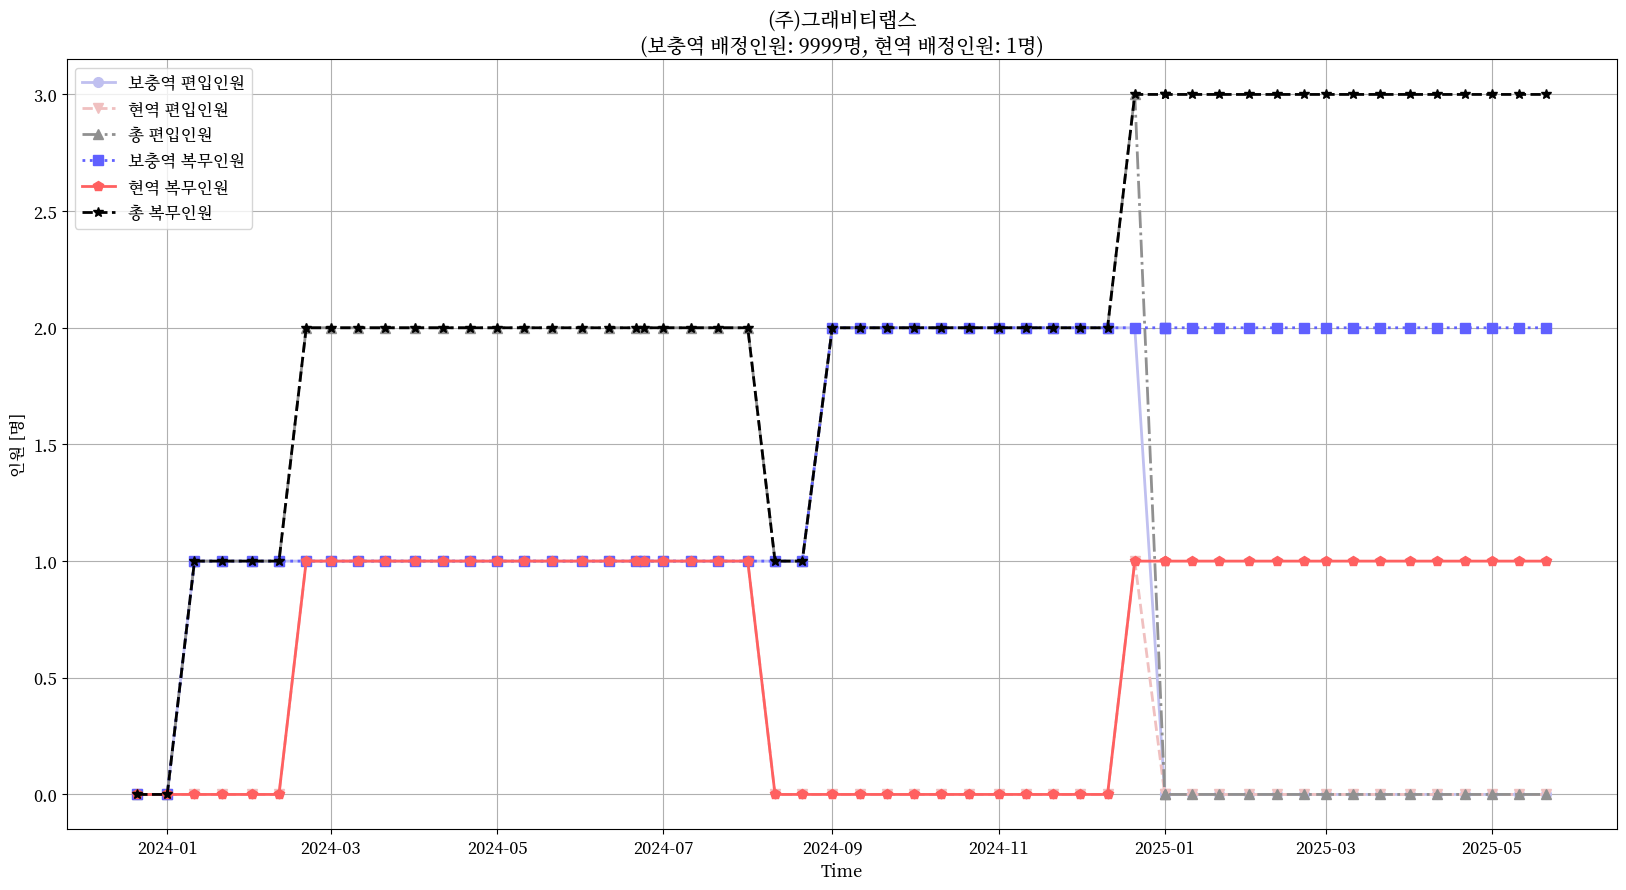 (주)그래비티랩스
(보충역 배정인원: 9999명, 현역 배정인원: 1명)
보충역 편입인원
현역 편입인원
총 편입인원
보충역 복무인원
현역 복무인원
총 복무인원
인원 [명]
3.0
2.5
2.0
1.5
1.0
0.5
0.0
2024-01
2024-03
2024-05
2024-07
2024-09
2024-11
2025-01
2025-03
2025-05
Time